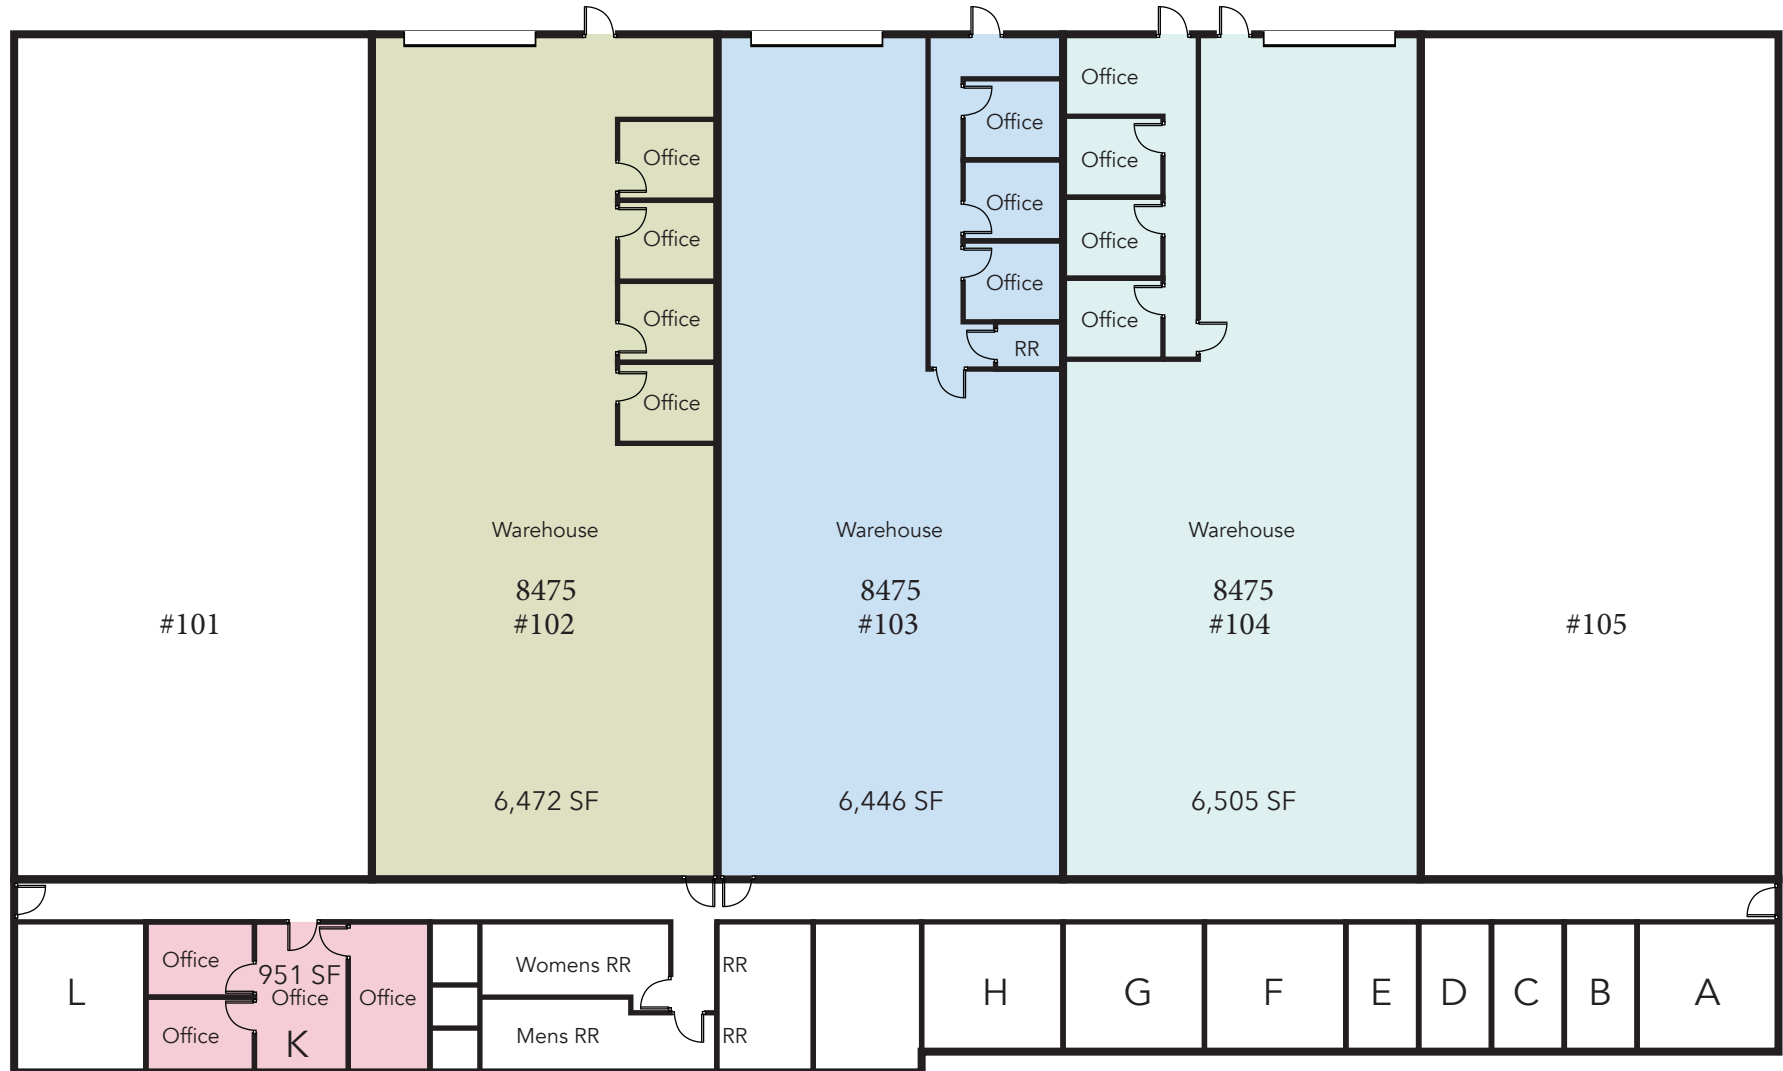 Office
Office
Office
Office
Warehouse
8475
#102
6,472 SF
Office
Office
Office
RR
Warehouse
8475
#103
6,446 SF
Office
Office
Office
Office
Warehouse
8475
#104
6,505 SF
#101
#105
L
Office
Office
951 SF
Office
K
Office
Womens RR
Mens RR
RR
RR
H
G
F
E
D
C
B
A